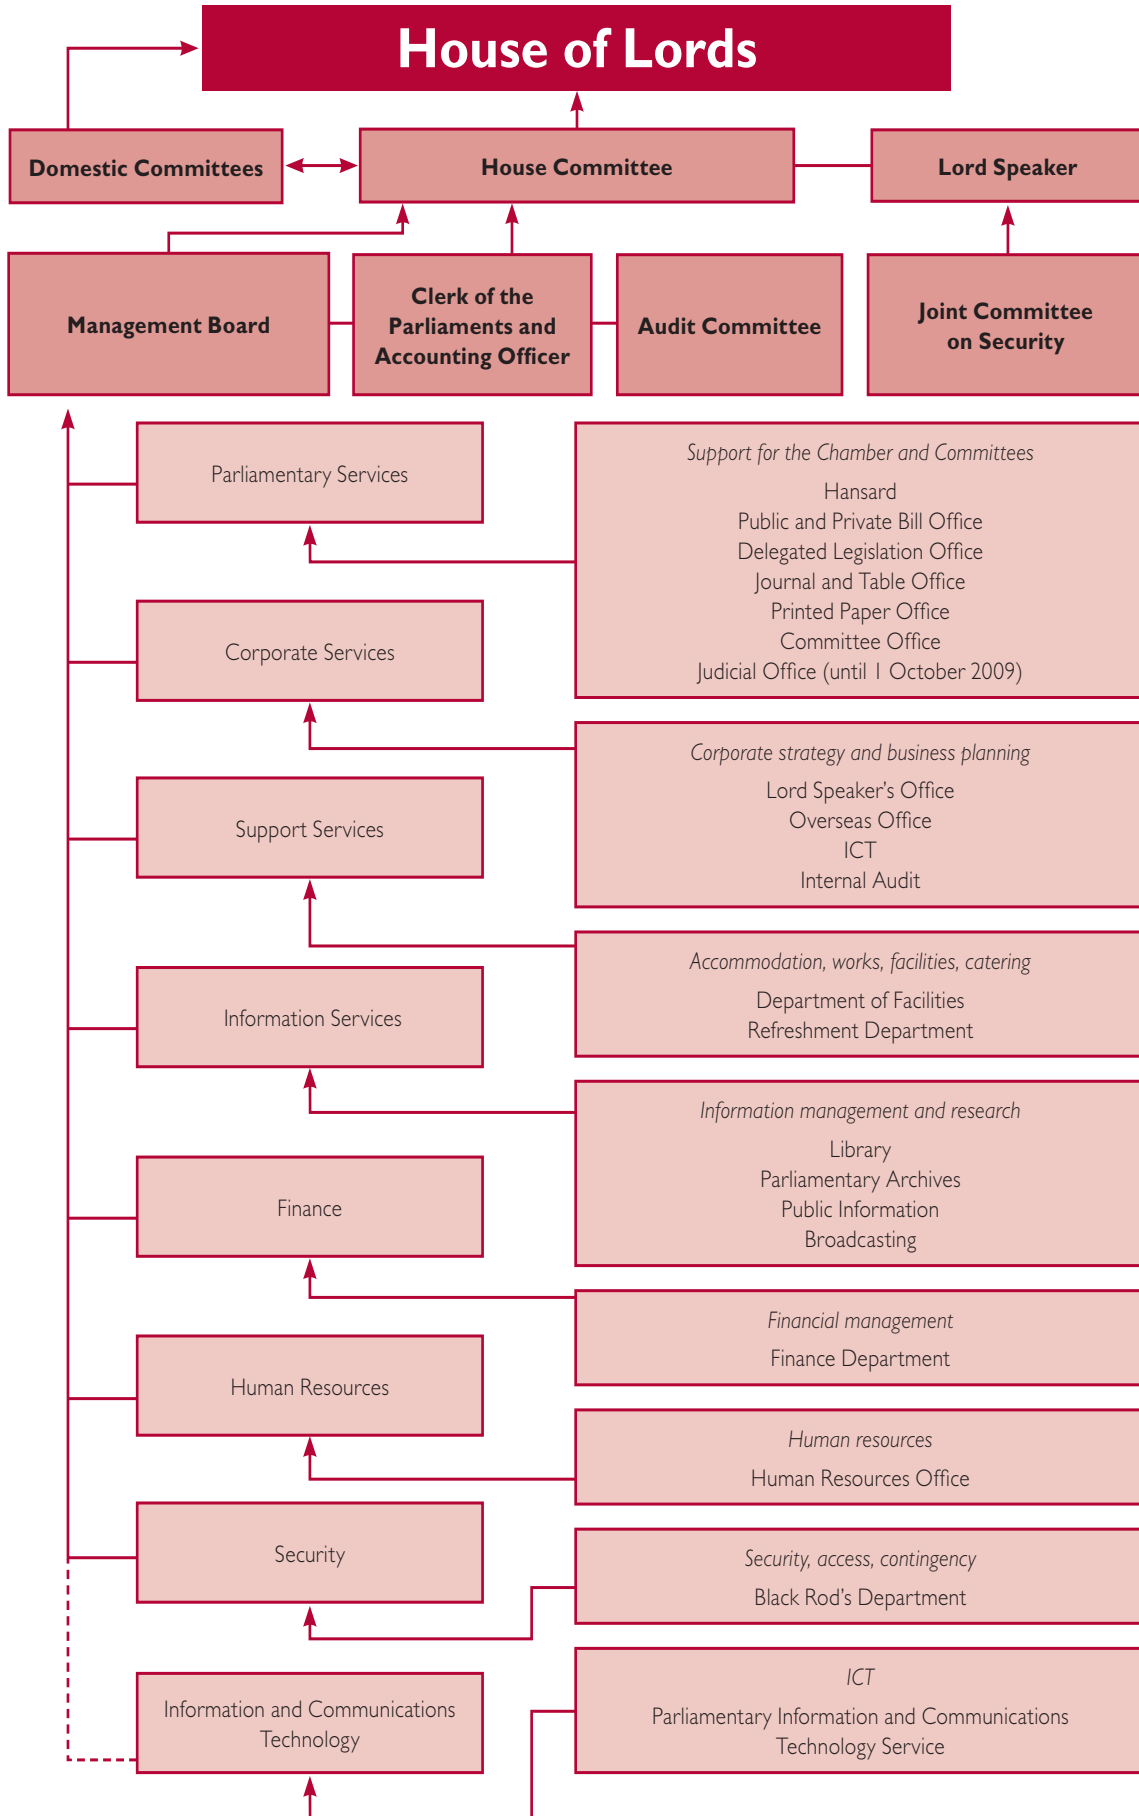 House of Lords
Domestic Committees
House Committee
Lord Speaker
Management Board
Clerk of the
Parliaments and
Accounting Officer
Audit Committee
Joint Committee
on Security
Parliamentary Services
Support for the Chamber and Committees
Hansard
Public and Private Bill Office
Delegated Legislation Office
Journal and Table Office
Printed Paper Office
Committee Office
Judicial Office (until 1 October 2009)
Corporate Services
Corporate strategy and business planning
Lord Speaker's Office
Overseas Office
ICT
Internal Audit
Support Services
Accommodation, works, facilities, catering
Department of Facilities
Refreshment Department
Information Services
Information management and research
Library
Parliamentary Archives
Public Information
Broadcasting
Finance
Financial management
Finance Department
Human Resources
Human resources
Human Resources Office
Security
Security, access, contingency
Black Rod's Department
Information and Communications
Technology
ICT
Parliamentary Information and Communications
Technology Service